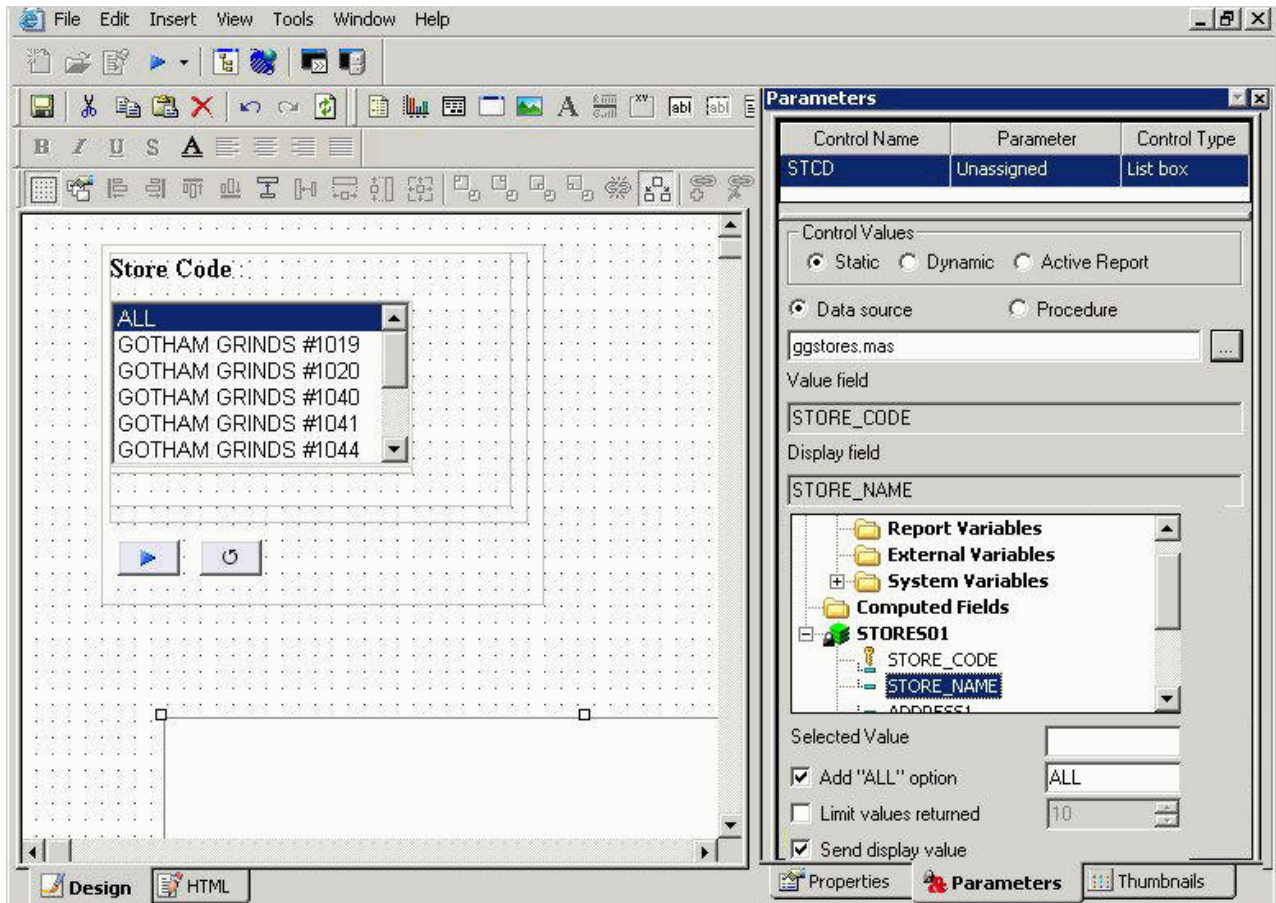 File Edit Insert View Tools Window Help
B I U S A
Store Code
ALL
GOTHAM GRINDS #1019
GOTHAM GRINDS #1020
GOTHAM GRINDS #1040
GOTHAM GRINDS #1041
GOTHAM GRINDS #1044
Design HTML
Parameters
Control Name Parameter Control Type
STCD Unassigned List box
Control Values
Static Dynamic Active Report
Data source Procedure
ggstores.mas ...
Value field
STORE_CODE
Display field
STORE_NAME
Report Variables
External Variables
System Variables
Computed Fields
STORES01
STORE_CODE
STORE_NAME
ADDRESS1
Selected Value
Add "ALL" option ALL
Limit values returned 10
Send display value
Properties Parameters Thumbnails